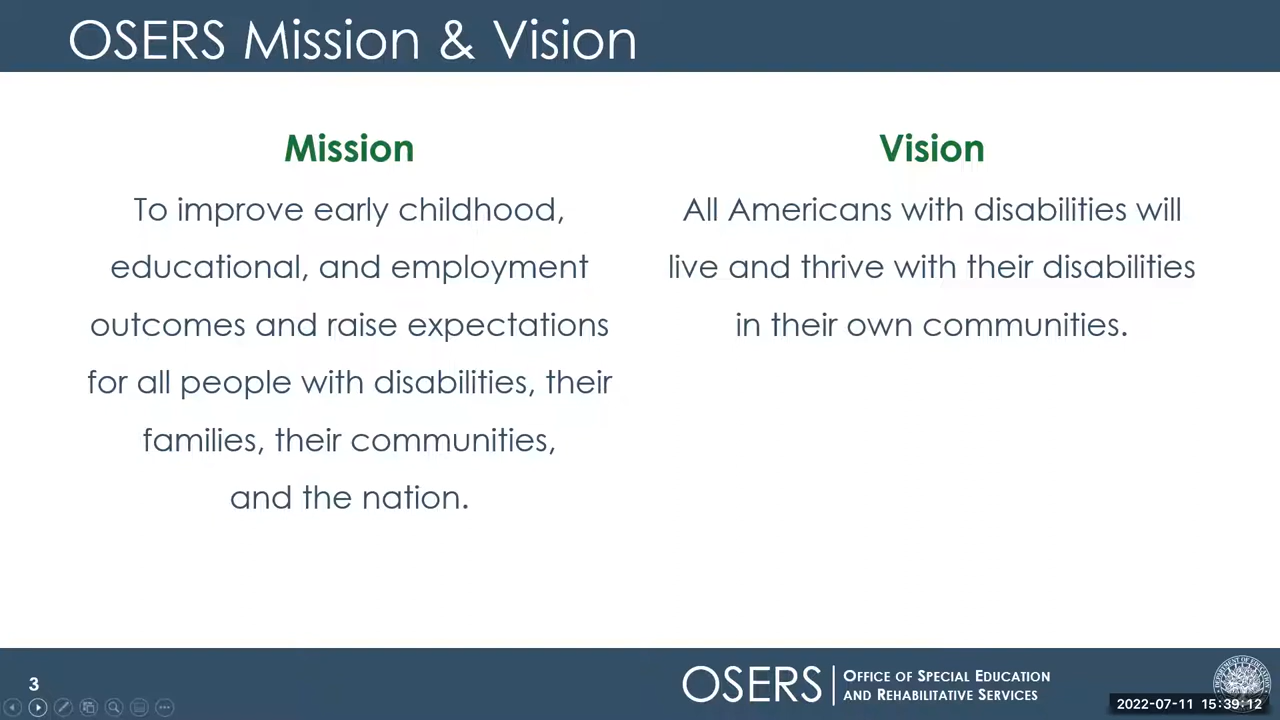 OSERS Mission & Vision
Mission
To improve early childhood,
educational, and employment
outcomes and raise expectations
for all people with disabilities, their
families, their communities,
and the nation.
Vision
All Americans with disabilities will
live and thrive with their disabilities
in their own communities.
3
OSERS
OFFICE OF SPECIAL EDUCATION
AND REHABILITATIVE SERVICES
2022-07-11 15:39:12